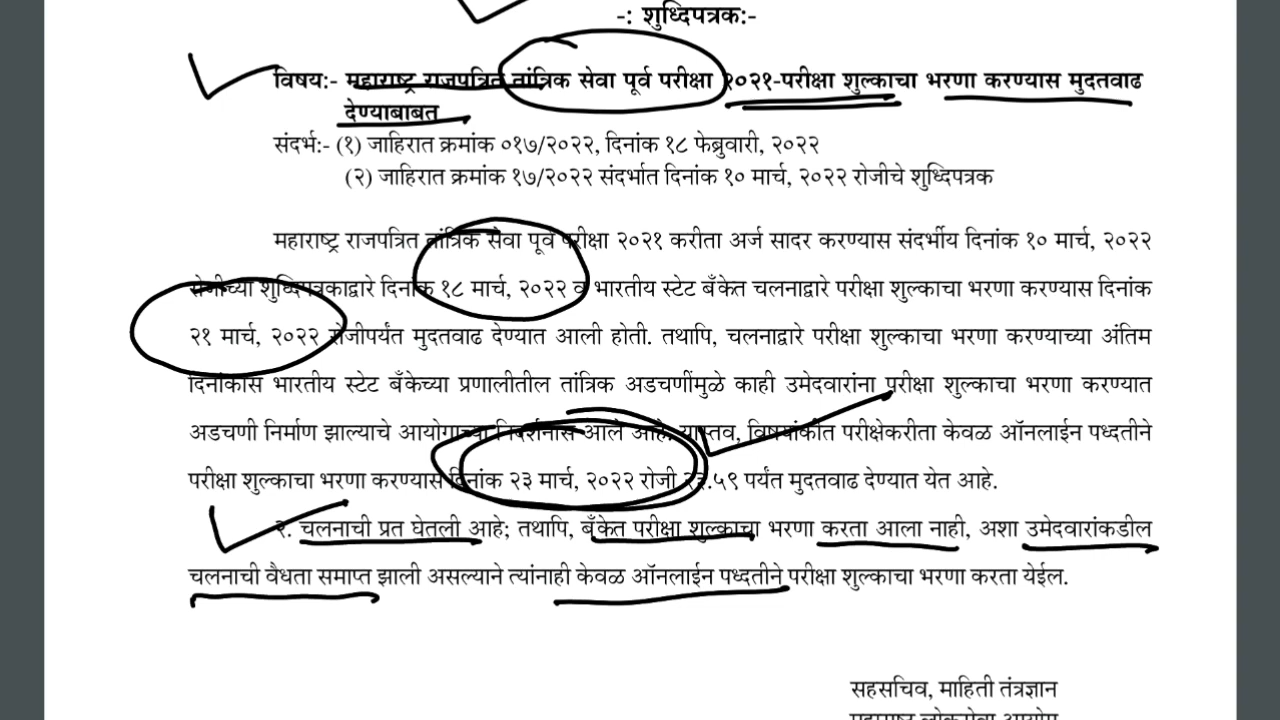 -: शुध्दिपत्रक:-
विषय:- महाराष्ट्र राजपत्रित तांत्रिक सेवा पूर्व परीक्षा २०२१-परीक्षा शुल्काचा भरणा करण्यास मुदतवाढ
देण्याबाबत
संदर्भ:- (१) जाहिरात क्रमांक ०१७/२०२२, दिनांक १८ फेब्रुवारी, २०२२
(२) जाहिरात क्रमांक १७/२०२२ संदर्भात दिनांक १० मार्च, २०२२ रोजीचे शुध्दिपत्रक
महाराष्ट्र राजपत्रित तांत्रिक सेवा पूर्व परीक्षा २०२१ करीता अर्ज सादर करण्यास संदर्भीय दिनांक १० मार्च, २०२२
रोजीच्या शुध्दिपत्रकाद्वारे दिनांक १८ मार्च, २०२२ व भारतीय स्टेट बँकेत चलनाद्वारे परीक्षा शुल्काचा भरणा करण्यास दिनांक
२१ मार्च, २०२२ रोजीपर्यंत मुदतवाढ देण्यात आली होती. तथापि, चलनाद्वारे परीक्षा शुल्काचा भरणा करण्याच्या अंतिम
दिनांकास भारतीय स्टेट बँकेच्या प्रणालीतील तांत्रिक अडचणींमुळे काही उमेदवारांना परीक्षा शुल्काचा भरणा करण्यात
अडचणी निर्माण झाल्याचे आयोगाच्या निदर्शनास आले आहे. यास्तव, विषयांकीत परीक्षेकरीता केवळ ऑनलाईन पध्दतीने
परीक्षा शुल्काचा भरणा करण्यास दिनांक २३ मार्च, २०२२ रोजी २३.५९ पर्यंत मुदतवाढ देण्यात येत आहे.
२. चलनाची प्रत घेतली आहे; तथापि, बँकेत परीक्षा शुल्काचा भरणा करता आला नाही, अशा उमेदवारांकडील
चलनाची वैधता समाप्त झाली असल्याने त्यांनाही केवळ ऑनलाईन पध्दतीने परीक्षा शुल्काचा भरणा करता येईल.
सहसचिव, माहिती तंत्रज्ञान
महाराष्ट्र लोकसेवा आयोग